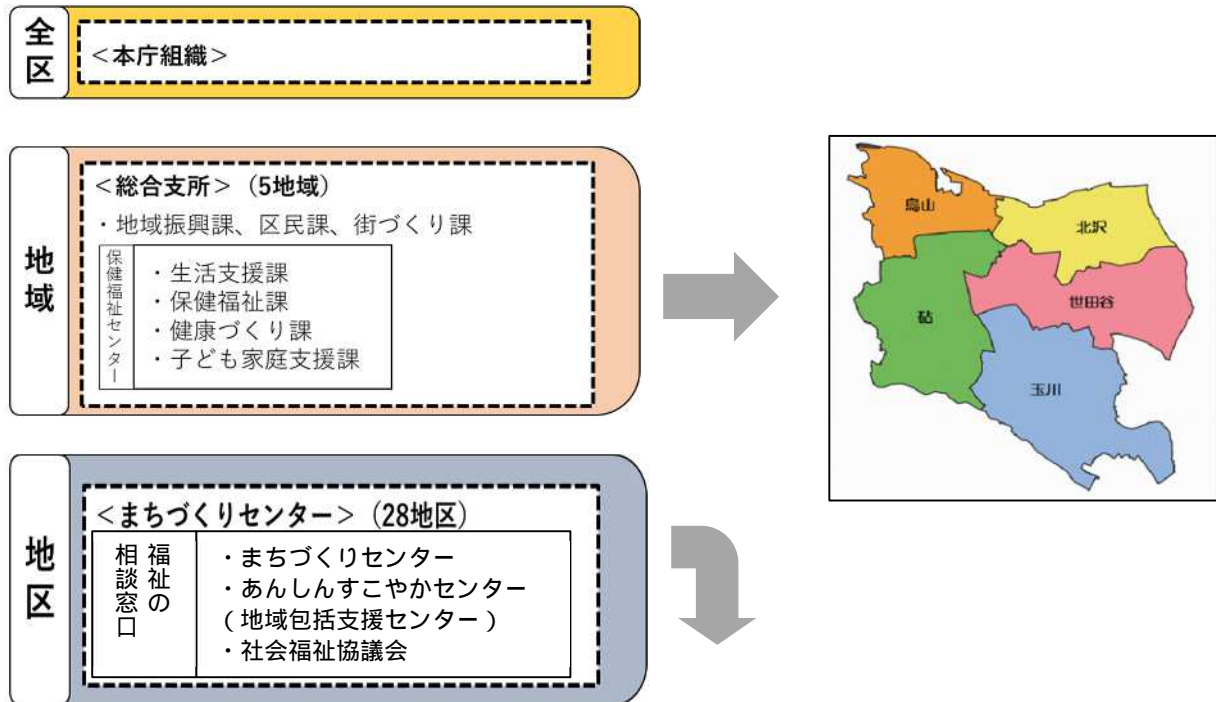 全区
＜本庁組織＞
地域
＜総合支所＞（5地域）
・地域振興課、区民課、街づくり課
保健福祉センター
・生活支援課
・保健福祉課
・健康づくり課
・子ども家庭支援課
烏山
北沢
世田谷
砧
玉川
地区
＜まちづくりセンター＞（28地区）
福祉の
相談窓口
・まちづくりセンター
・あんしんすこやかセンター
（地域包括支援センター）
・社会福祉協議会